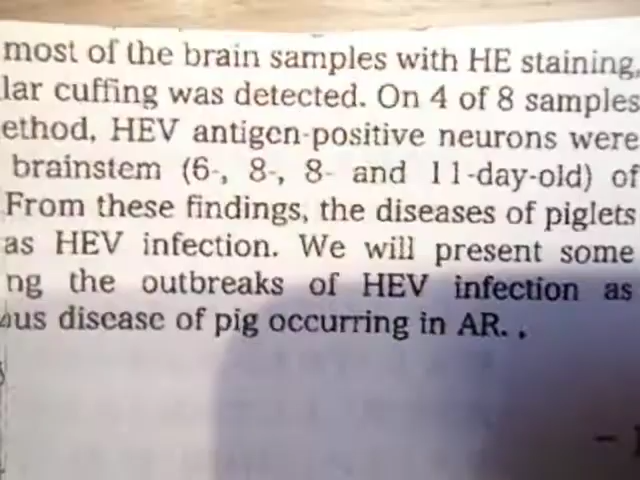 most of the brain samples with HE staining,
lar cuffing was detected. On 4 of 8 samples
ethod, HEV antigen-positive neurons were
brainstem (6-, 8-, 8- and 11-day-old) of
From these findings, the diseases of piglets
as HEV infection. We will present some
ng the outbreaks of HEV infection as
ous disease of pig occurring in AR. .
–